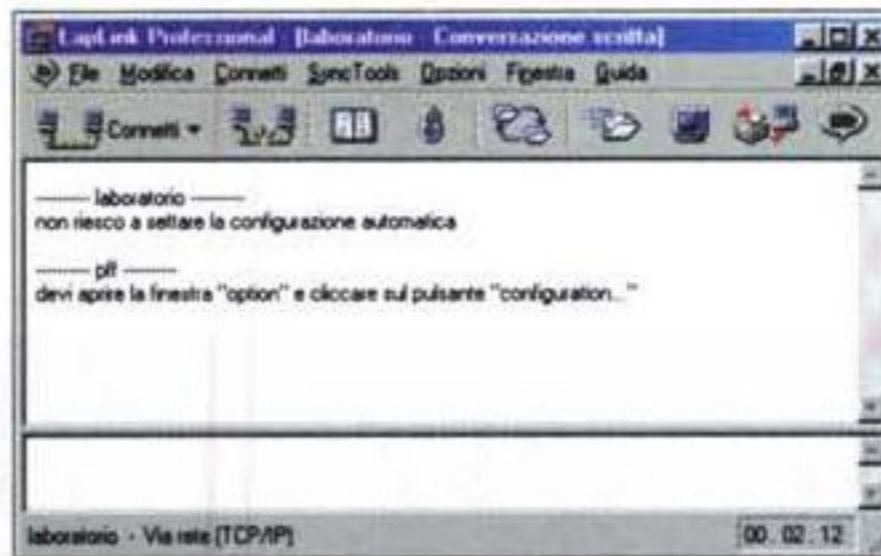 LapLink Professional - [laboratorio - Conversazione scritta]
File Modifica Connetti SyncTools Opzioni Finestra Guida
Connetti
-------- laboratorio --------
non riesco a settare la configurazione automatica
-------- plf --------
devi aprire la finestra "option" e cliccare sul pulsante "configuration..."
laboratorio - Via rete (TCP/IP)
00 : 02 : 12